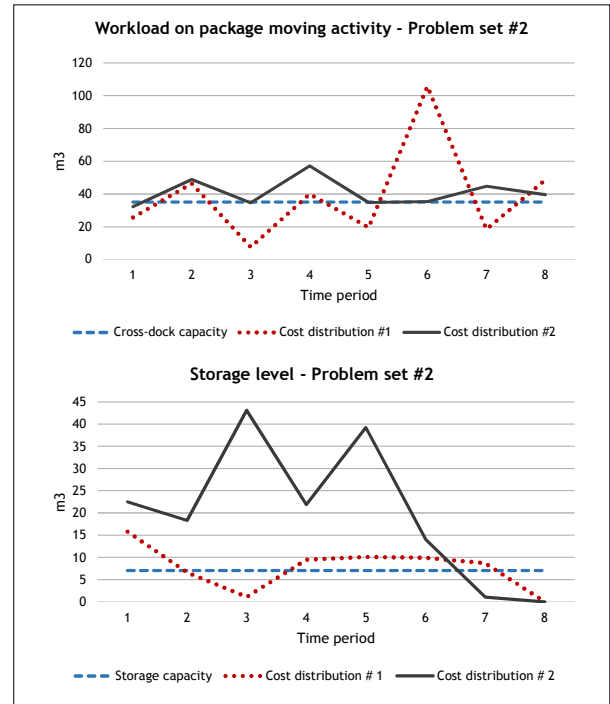 Workload on package moving activity - Problem set #2
120
100
80
60
40
20
0
m3
1 2 3 4 5 6 7 8
Time period
Cross-dock capacity Cost distribution #1 Cost distribution #2
Storage level - Problem set #2
45
40
35
30
25
20
15
10
5
0
m3
1 2 3 4 5 6 7 8
Time period
Storage capacity Cost distribution # 1 Cost distribution # 2